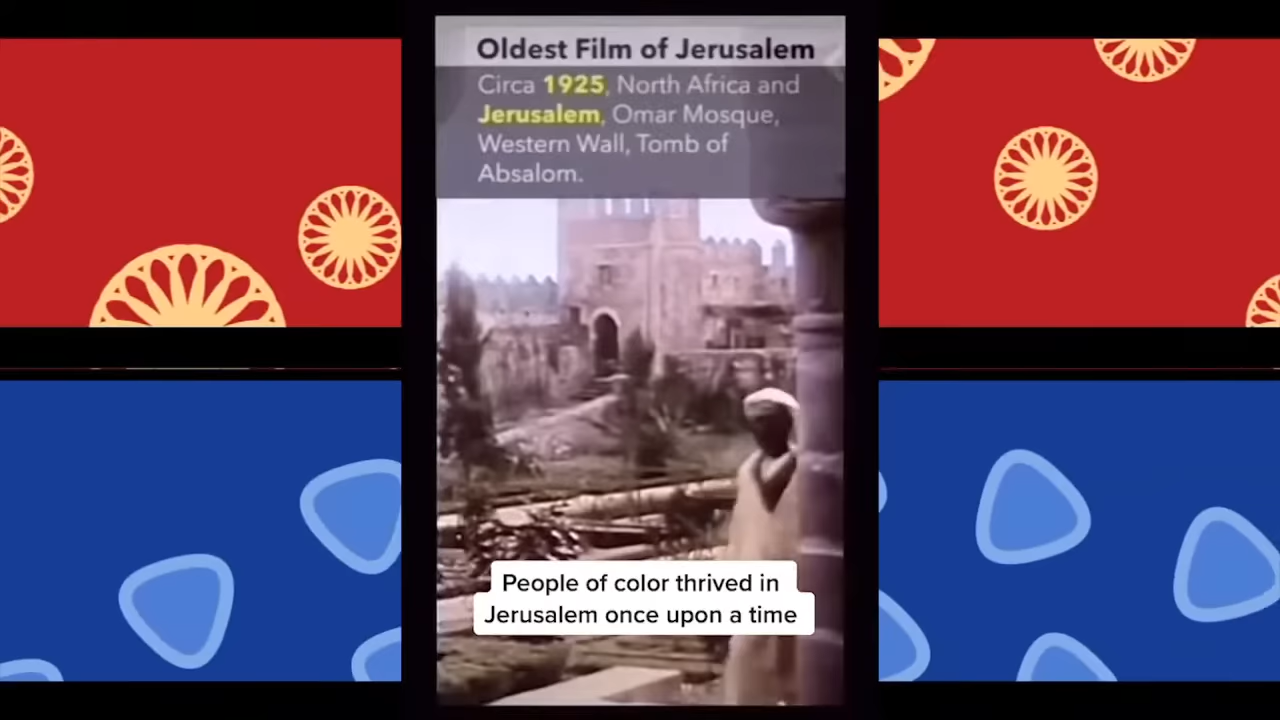 Oldest Film of Jerusalem
Circa 1925, North Africa and
Jerusalem, Omar Mosque,
Western Wall, Tomb of
Absalom.
People of color thrived in
Jerusalem once upon a time